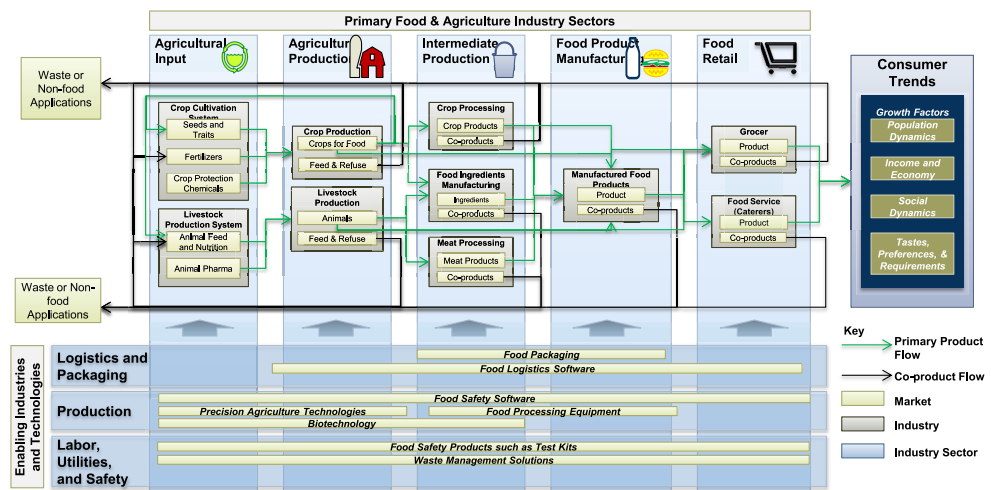 Primary Food & Agriculture Industry Sectors
Agricultural
Input
Agricultu
Production
Intermediate
Production
Food Product
Manufacturing
Food
Retail
Consumer
Trends
Waste or
Non-food
Applications
Crop Cultivation
System
Seeds and
Traits
Fertilizers
Crop Protection
Chemicals
Livestock
Production System
Animal Feed
and Nutrition
Animal Pharma
Crop Production
Crops for Food
Feed & Refuse
Livestock
Production
Animals
Feed & Refuse
Crop Processing
Crop Products
Co-products
Food Ingredients
Manufacturing
Ingredients
Co-products
Meat Processing
Meat Products
Co-products
Manufactured Food
Products
Product
Co-products
Grocer
Product
Co-products
Food Service
(Caterers)
Product
Co-products
Growth Factors
Population
Dynamics
Income and
Economy
Social
Dynamics
Tastes,
Preferences, &
Requirements
Waste or Non-
food
Applications
Enabling Industries
and Technologies
Logistics and
Packaging
Food Packaging
Food Logistics Software
Production
Food Safety Software
Precision Agriculture Technologies
Food Processing Equipment
Biotechnology
Labor,
Utilities,
and Safety
Food Safety Products such as Test Kits
Waste Management Solutions
Key
Primary Product
Flow
Co-product Flow
Market
Industry
Industry Sector